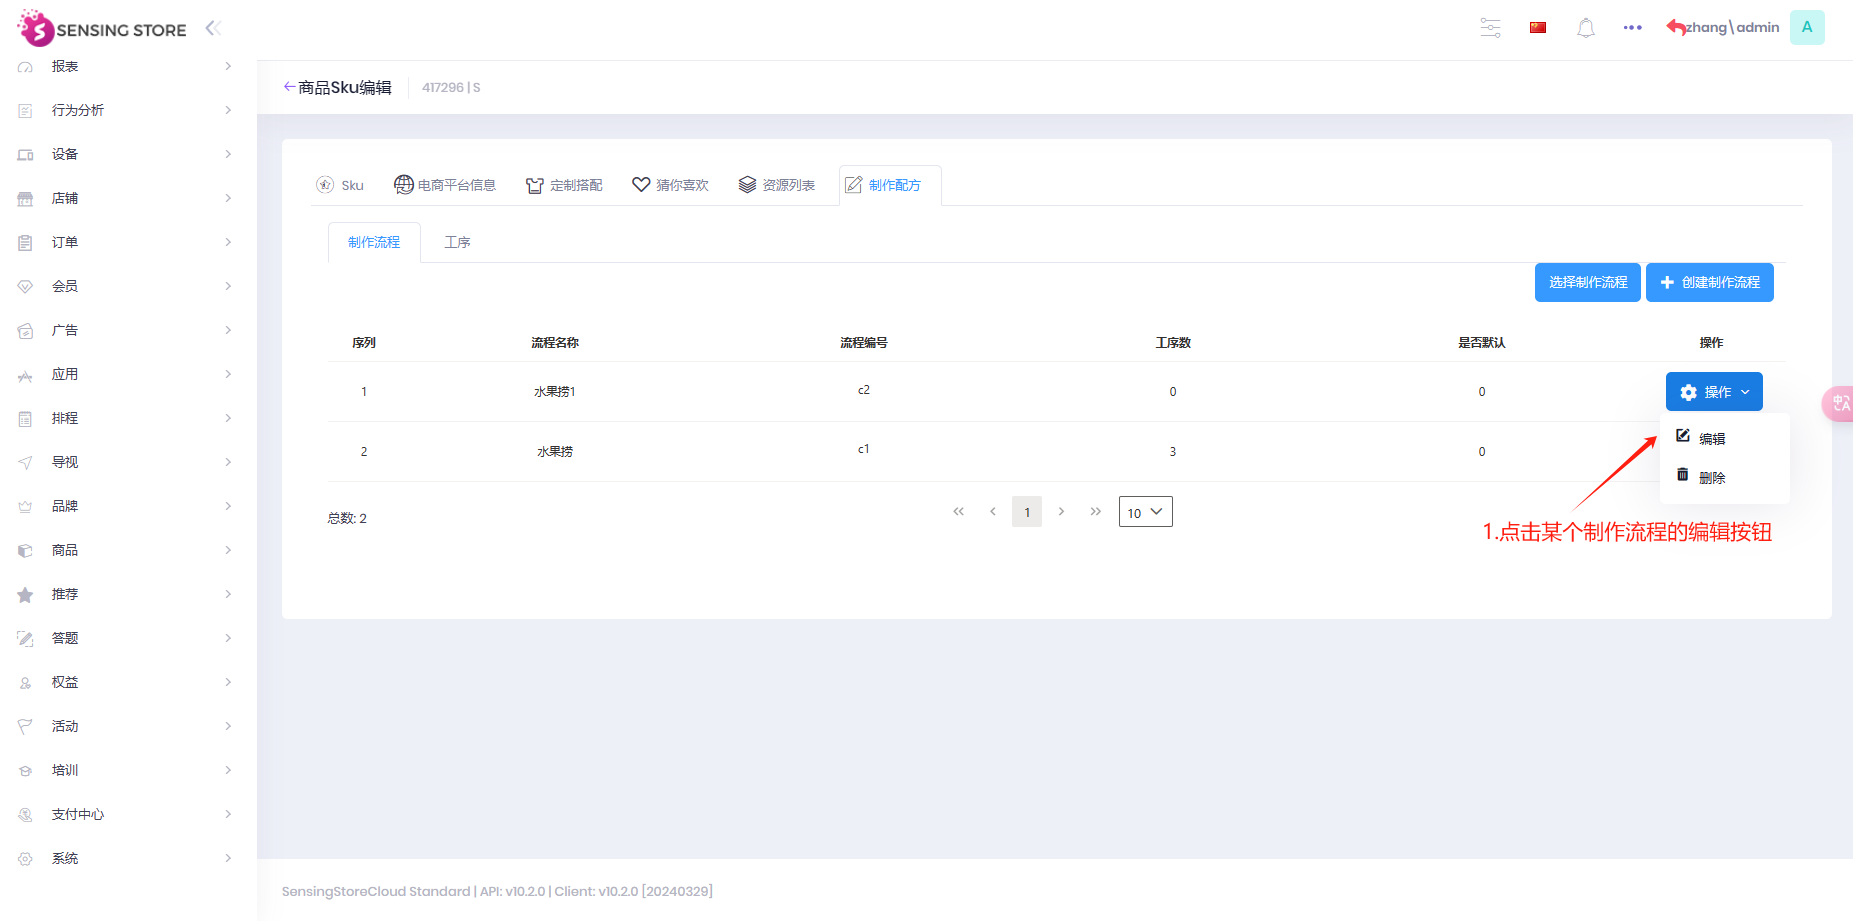 SENSING STORE
zhang\admin
A
报表
行为分析
设备
店铺
订单
会员
广告
应用
排程
导视
品牌
商品
推荐
答题
权益
活动
培训
支付中心
系统
商品Sku编辑
417296 | S
Sku
电商平台信息
定制搭配
猜你喜欢
资源列表
制作配方
制作流程
工序
选择制作流程
创建制作流程
序列 流程名称 流程编号 工序数 是否默认 操作
1 水果捞1 c2 0 0 操作
2 水果捞 c1 3 0
编辑
删除
总数: 2
1
10
1.点击某个制作流程的编辑按钮
SensingStoreCloud Standard | API: v10.2.0 | Client: v10.2.0 [20240329]